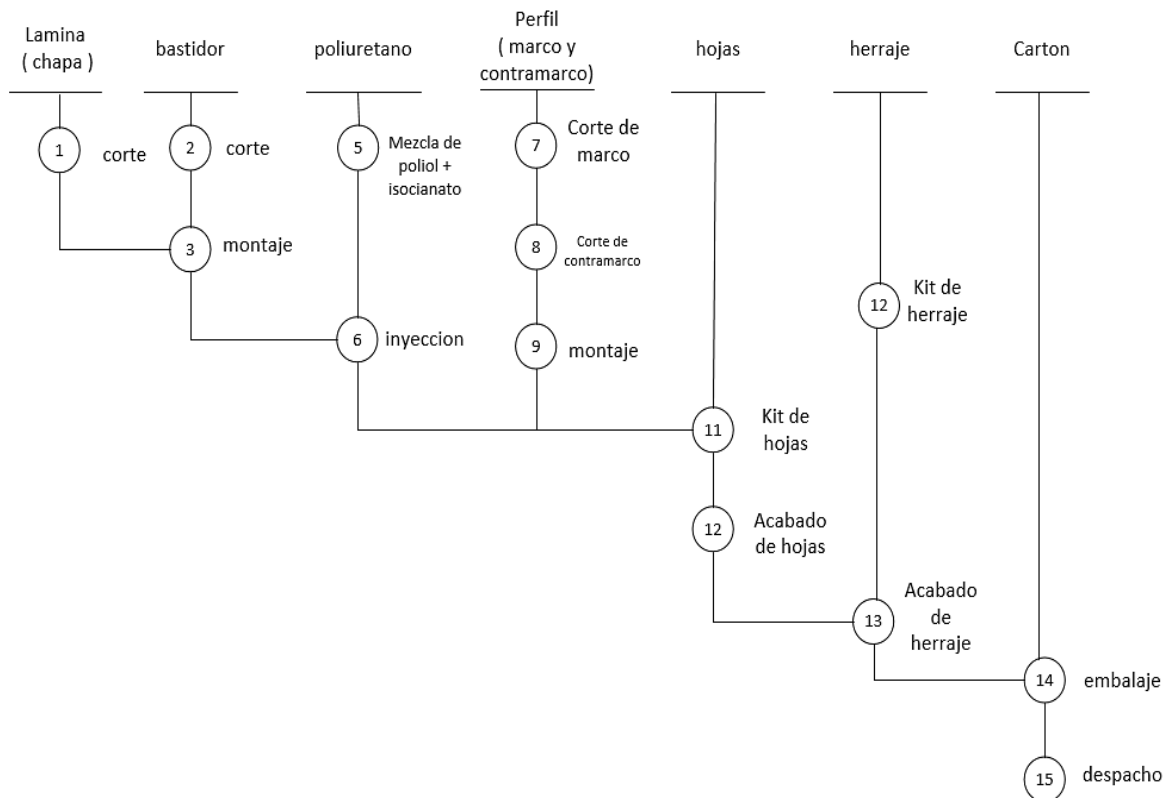 Lamina
( chapa )
bastidor
poliuretano
Perfil
( marco y
contramarco)
hojas
herraje
Carton
1
corte
2
corte
5
Mezcla de
poliol +
isocianato
7
Corte de
marco
3
montaje
8
Corte de
contramarco
12
Kit de
herraje
6
inyeccion
9
montaje
11
Kit de
hojas
12
Acabado
de hojas
13
Acabado
de
herraje
14
embalaje
15
despacho